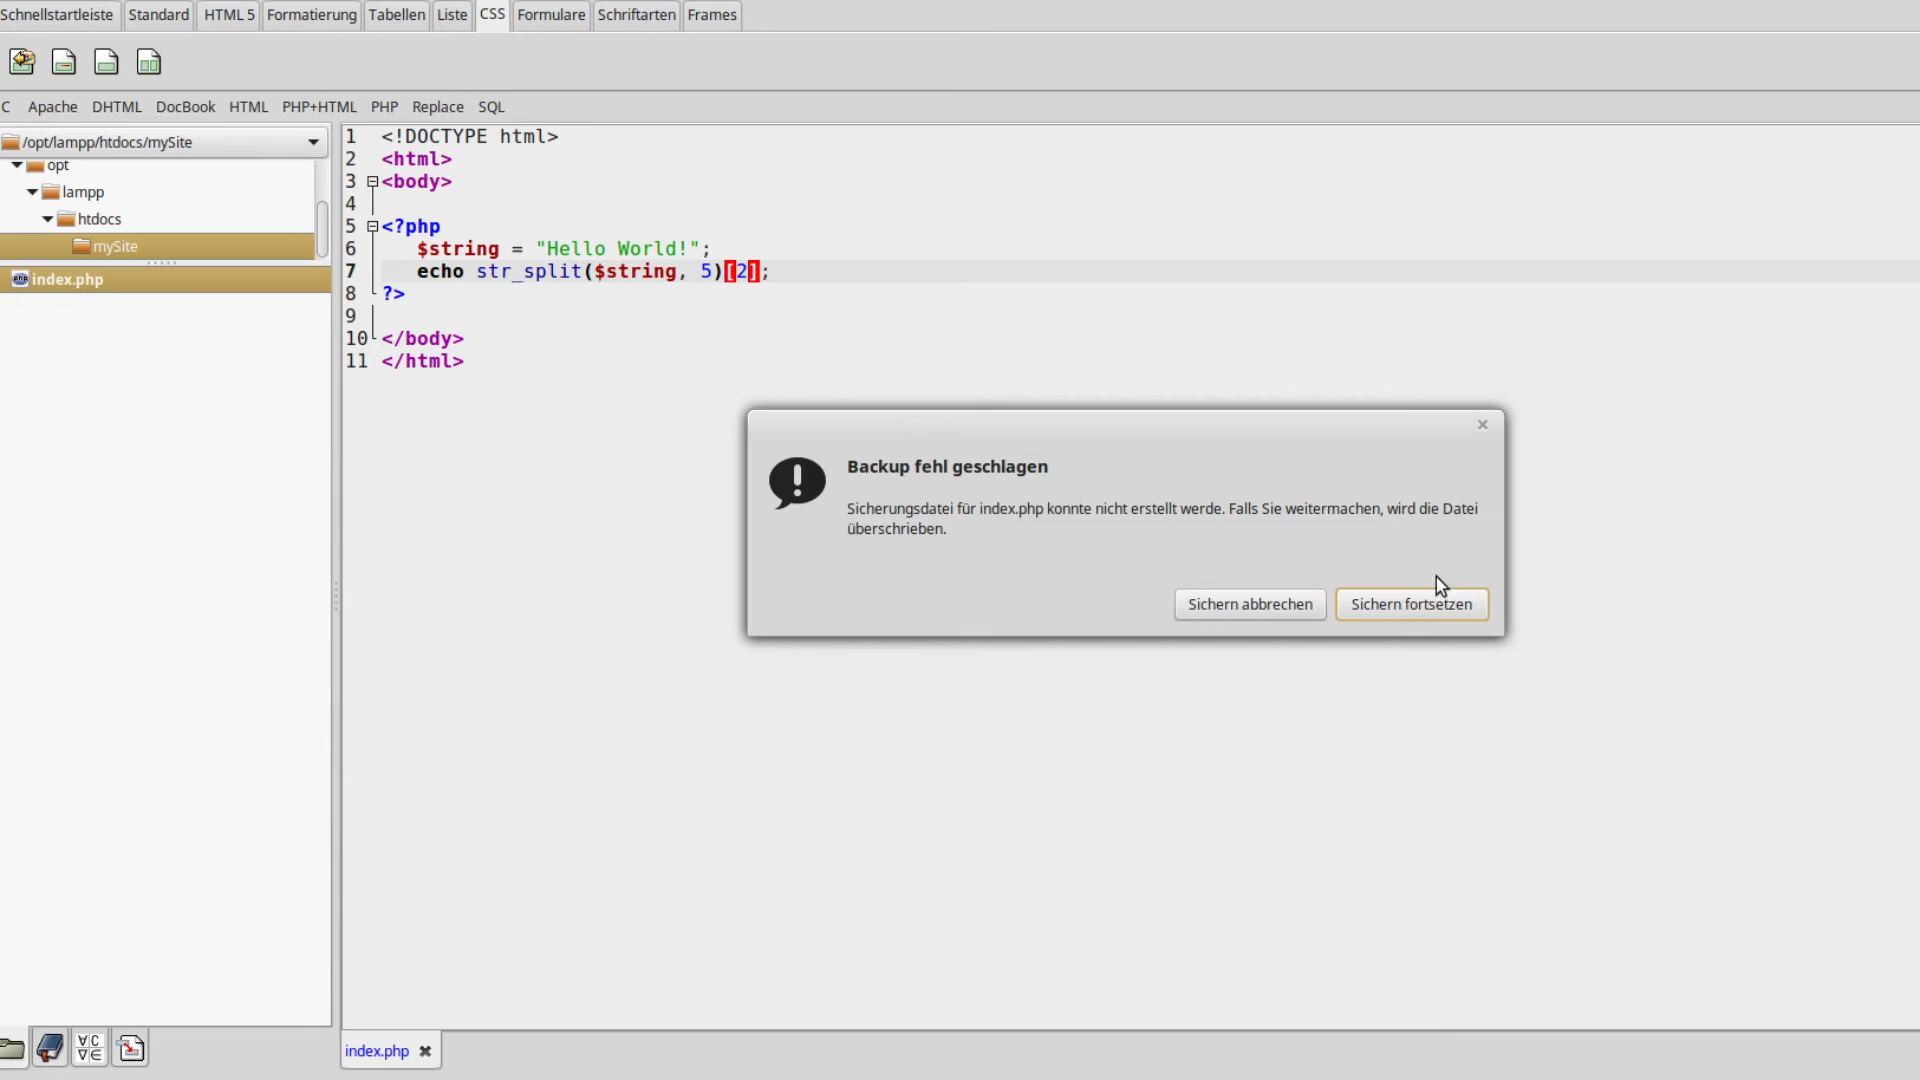 Schnellstartleiste Standard HTML 5 Formatierung Tabellen Liste CSS Formulare Schriftarten Frames
C Apache DHTML DocBook HTML PHP+HTML PHP Replace SQL
/opt/lampp/htdocs/mySite
opt
lampp
htdocs
mySite
index.php
1 <!DOCTYPE html>
2 <html>
3 <body>
4
5 <?php
6 $string = "Hello World!";
7 echo str_split($string, 5)[2];
8 ?>
9
10 </body>
11 </html>
Backup fehl geschlagen
Sicherungsdatei für index.php konnte nicht erstellt werde. Falls Sie weitermachen, wird die Datei
überschrieben.
Sichern abbrechen Sichern fortsetzen
∀C
∇∈
index.php